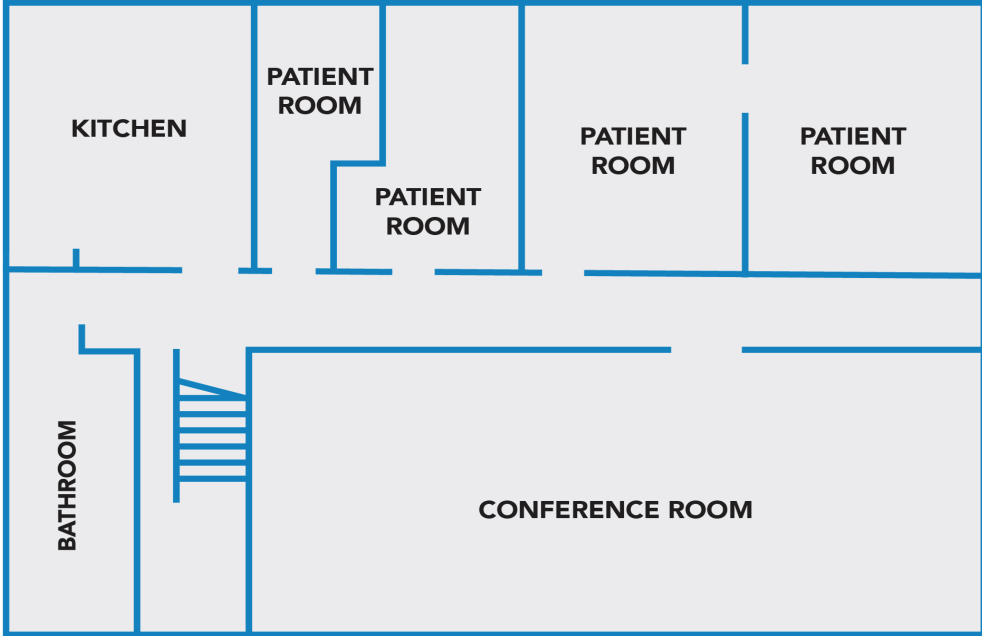 KITCHEN
PATIENT
ROOM
PATIENT
ROOM
PATIENT
ROOM
PATIENT
ROOM
BATHROOM
CONFERENCE ROOM